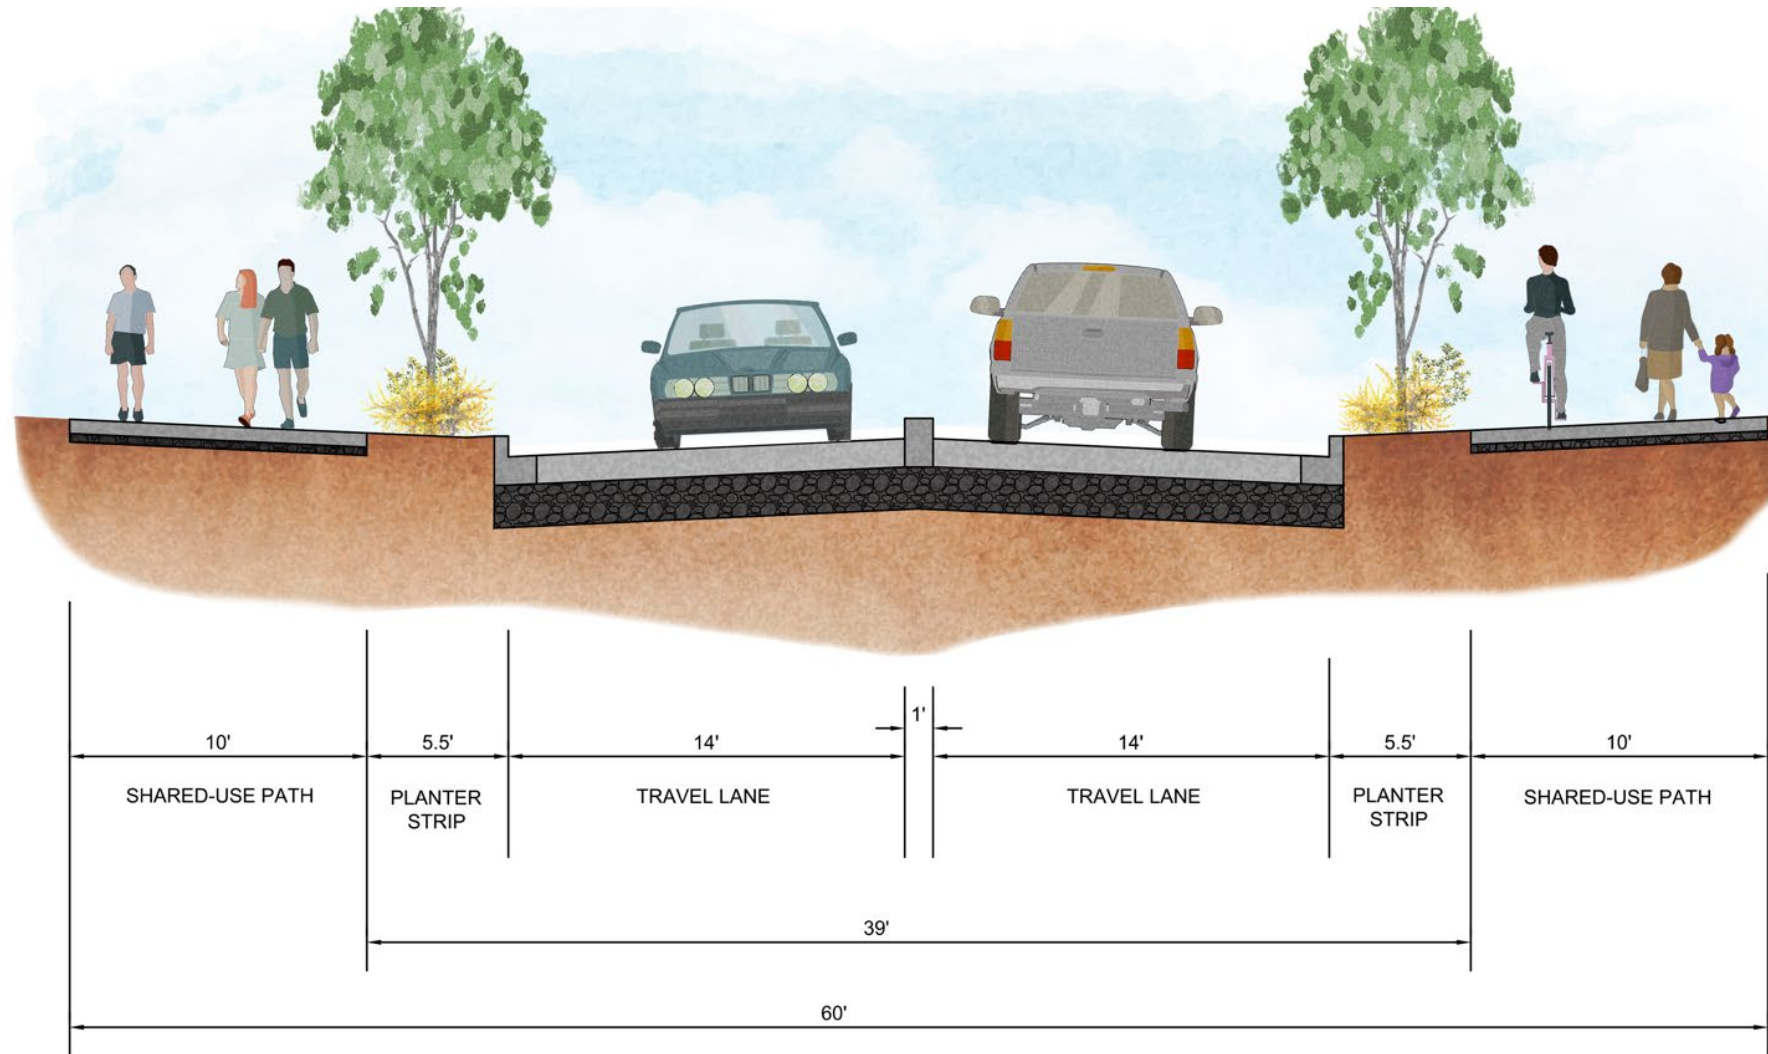 1'
10'
5.5'
14'
14'
5.5'
10'
SHARED-USE PATH
PLANTER
STRIP
TRAVEL LANE
TRAVEL LANE
PLANTER
STRIP
SHARED-USE PATH
39'
60'